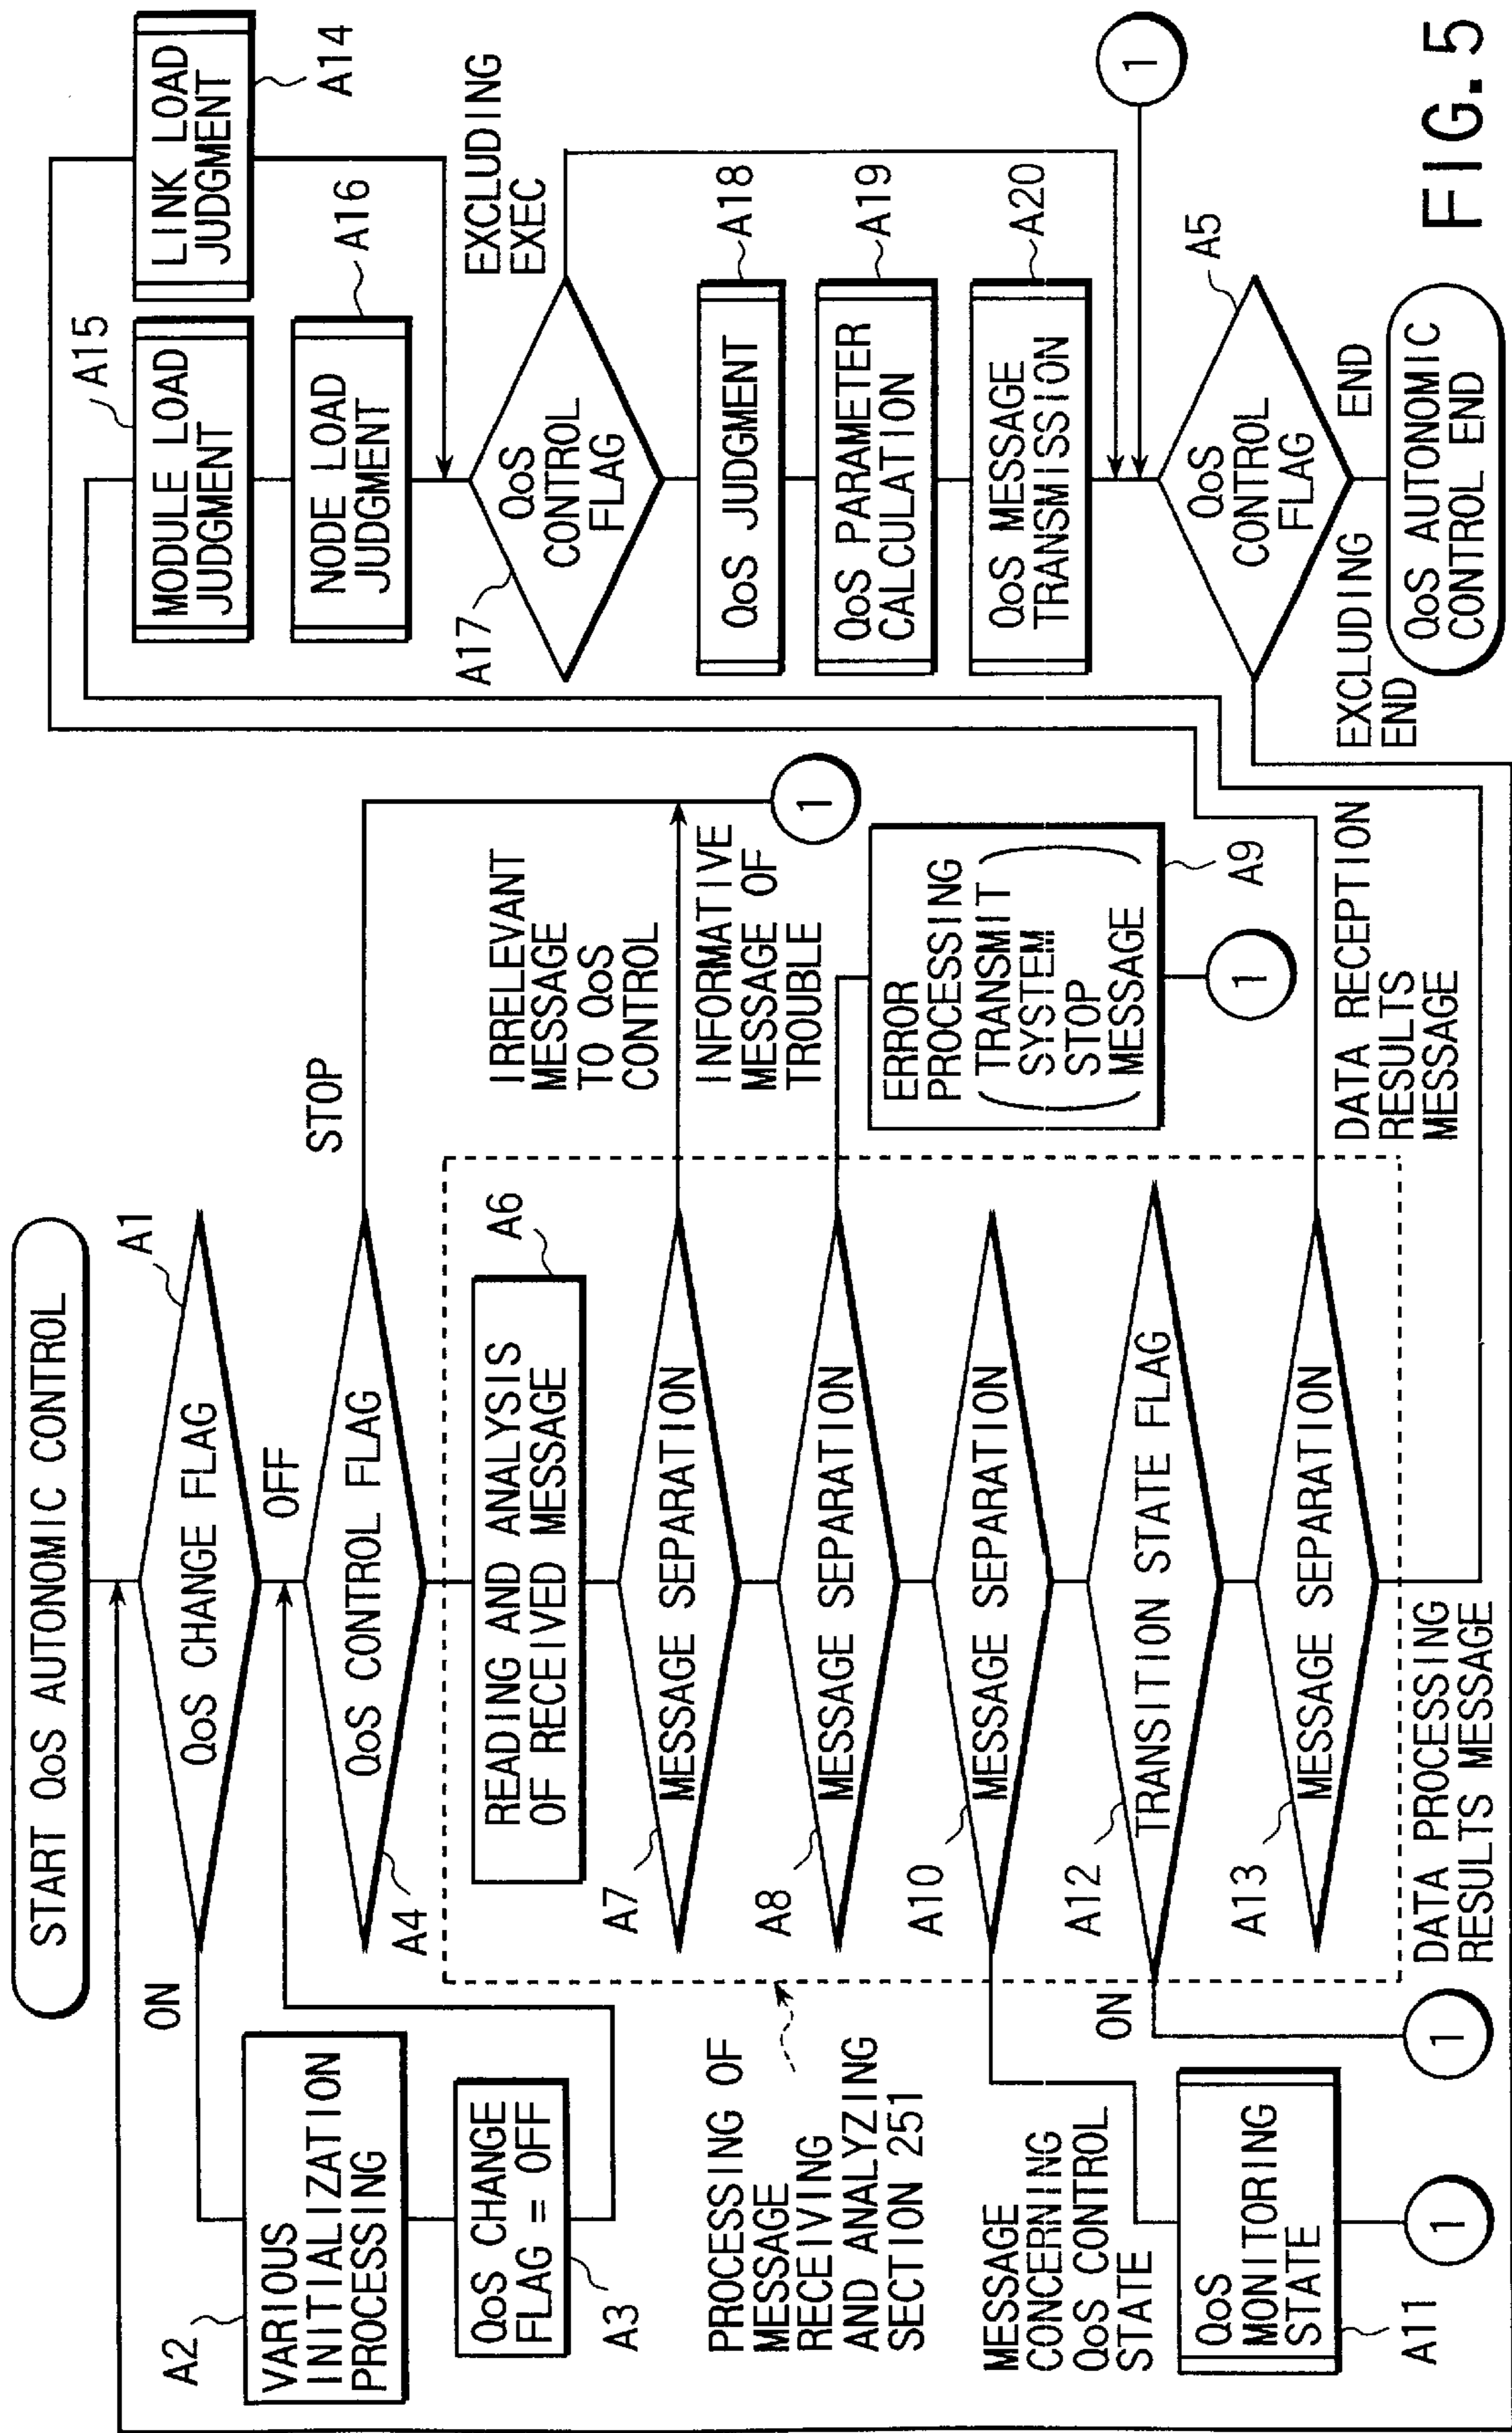 START QoS AUTONOMIC CONTROL
A1
QoS CHANGE FLAG
ON
OFF
A2
VARIOUS
INITIALIZATION
PROCESSING
QoS CHANGE
FLAG = OFF
A3
A4
QoS CONTROL FLAG
STOP
A6
READING AND ANALYSIS
OF RECEIVED MESSAGE
A7
MESSAGE SEPARATION
IRRELEVANT
MESSAGE
TO QoS
CONTROL
1
PROCESSING OF
MESSAGE
RECEIVING
AND ANALYZING
SECTION 251
A8
MESSAGE SEPARATION
INFORMATIVE
MESSAGE OF
TROUBLE
ERROR
PROCESSING
TRANSMIT
SYSTEM
STOP
MESSAGE
A9
1
A10
MESSAGE SEPARATION
MESSAGE
CONCERNING
QoS CONTROL
STATE
QoS
MONITORING
STATE
A11
1
A12
TRANSITION STATE FLAG
ON
1
A13
MESSAGE SEPARATION
DATA RECEPTION
RESULTS
MESSAGE
DATA PROCESSING
RESULTS MESSAGE
A15
MODULE LOAD
JUDGMENT
LINK LOAD
JUDGMENT
A14
NODE LOAD
JUDGMENT
A16
A17
QoS
CONTROL
FLAG
EXCLUDING
EXEC
QoS JUDGMENT
A18
QoS PARAMETER
CALCULATION
A19
QoS MESSAGE
TRANSMISSION
A20
1
QoS
CONTROL
FLAG
A5
EXCLUDING
END
END
QoS AUTONOMIC
CONTROL END
FIG. 5